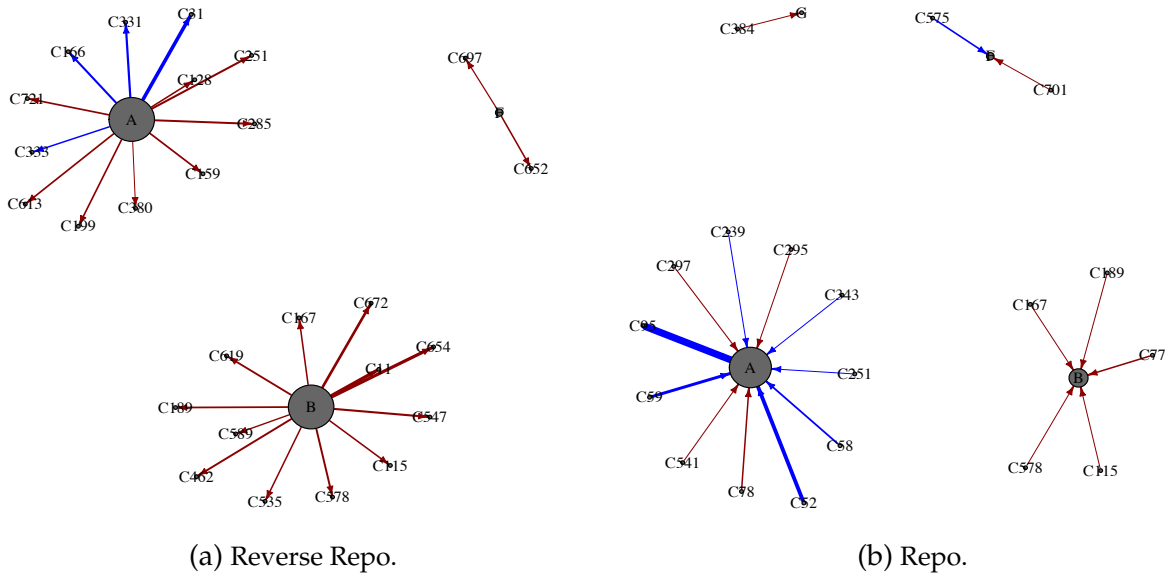 C31
C331
C166
C251
C128
C721
A
C285
C333
C159
C613
C380
C199
C697
C652
C672
C167
C654
C619
C11
C189
B
C547
C589
C115
C462
C578
C535
(a) Reverse Repo.
G
C384
C575
C701
C239
C295
C297
C343
C95
A
C251
C59
C58
C541
C78
C52
C189
C167
C77
B
C578
C115
(b) Repo.